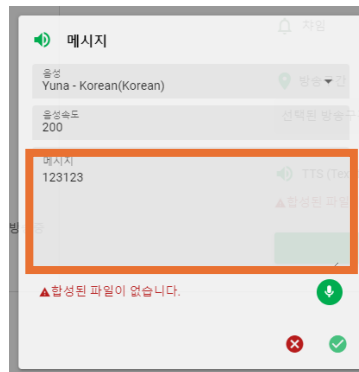 메시지
차임
음성
Yuna - Korean(Korean)
방송구간
음성속도
200
선택된 방송구
메시지
123123
TTS (Tex
합성된 파일
방
합성된 파일이 없습니다.